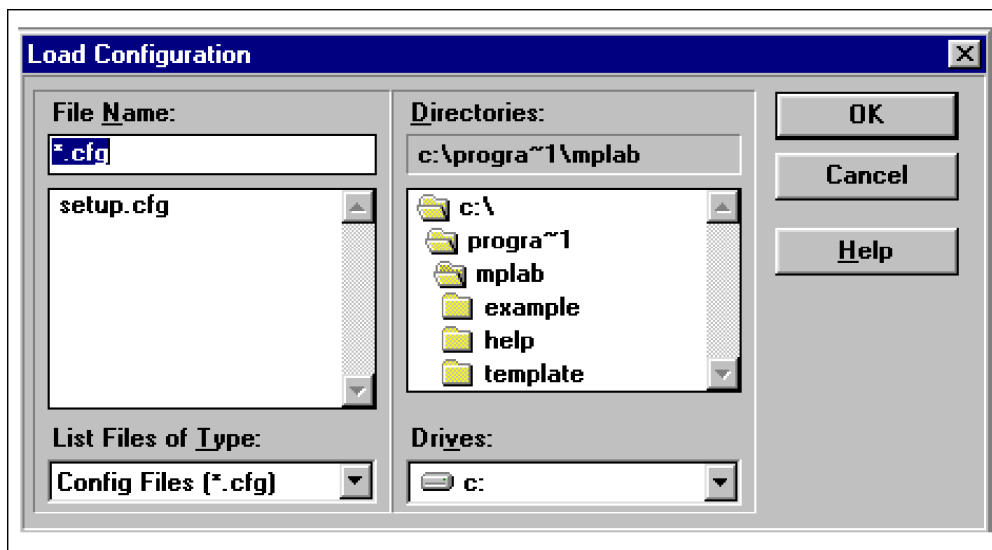 Load Configuration
File Name:
*.cfg
setup.cfg
List Files of Type:
Config Files (*.cfg)
Directories:
c:\progra~1\mplab
c:\
progra~1
mplab
example
help
template
Drives:
c:
OK
Cancel
Help